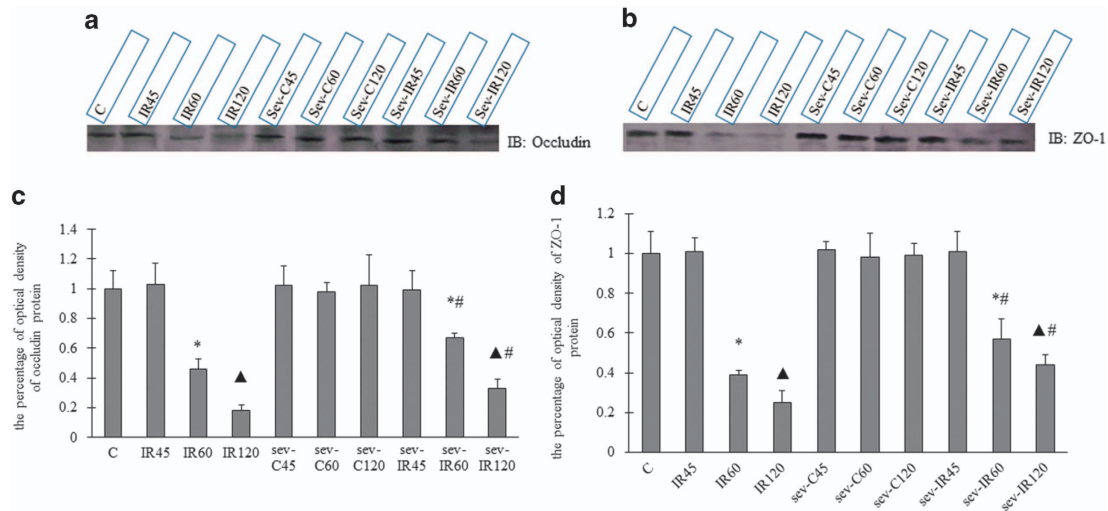 a
C IR45 IR60 IR120 Sev-C45 Sev-C60 Sev-C120 Sev-IR45 Sev-IR60 Sev-IR120
IB: Occludin
b
C IR45 IR60 IR120 Sev-C45 Sev-C60 Sev-C120 Sev-IR45 Sev-IR60 Sev-IR120
IB: ZO-1
c
the percentage of optical density
of occludin protein
1.4
1.2
1
0.8
0.6
0.4
0.2
0
*
▲
*#
▲#
C IR45 IR60 IR120 sev-C45 sev-C60 sev-C120 sev-IR45 sev-IR60 sev-IR120
d
the percentage of optical density of ZO-1
protein
1.2
1
0.8
0.6
0.4
0.2
0
*
▲
*#
▲#
C IR45 IR60 IR120 sev-C45 sev-C60 sev-C120 sev-IR45 sev-IR60 sev-IR120